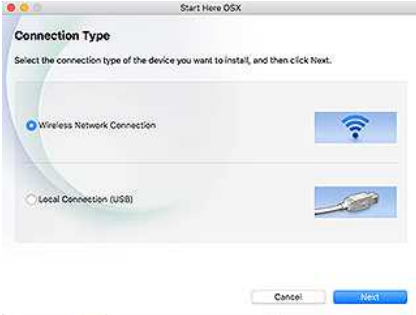 Start Here OSX
Connection Type
Select the connection type of the device you want to install, and then click Next.
Wireless Network Connection
Local Connection (USB)
Cancel
Next